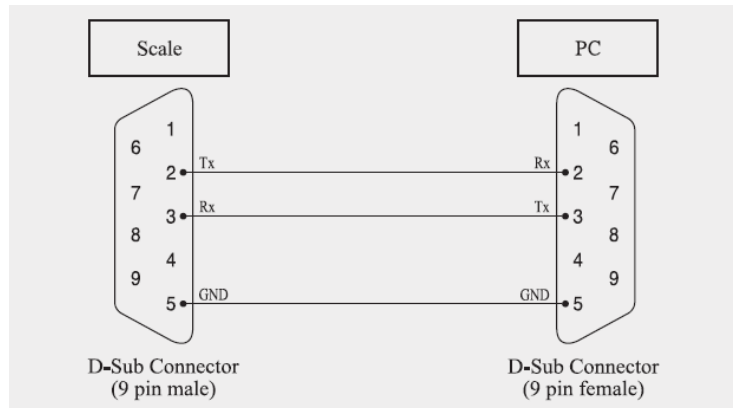 Scale
PC
1
6
2 Tx
7
3 Rx
8
4
9
5 GND
1
6
Rx 2
7
Tx 3
8
4
9
GND 5
D-Sub Connector
(9 pin male)
D-Sub Connector
(9 pin female)